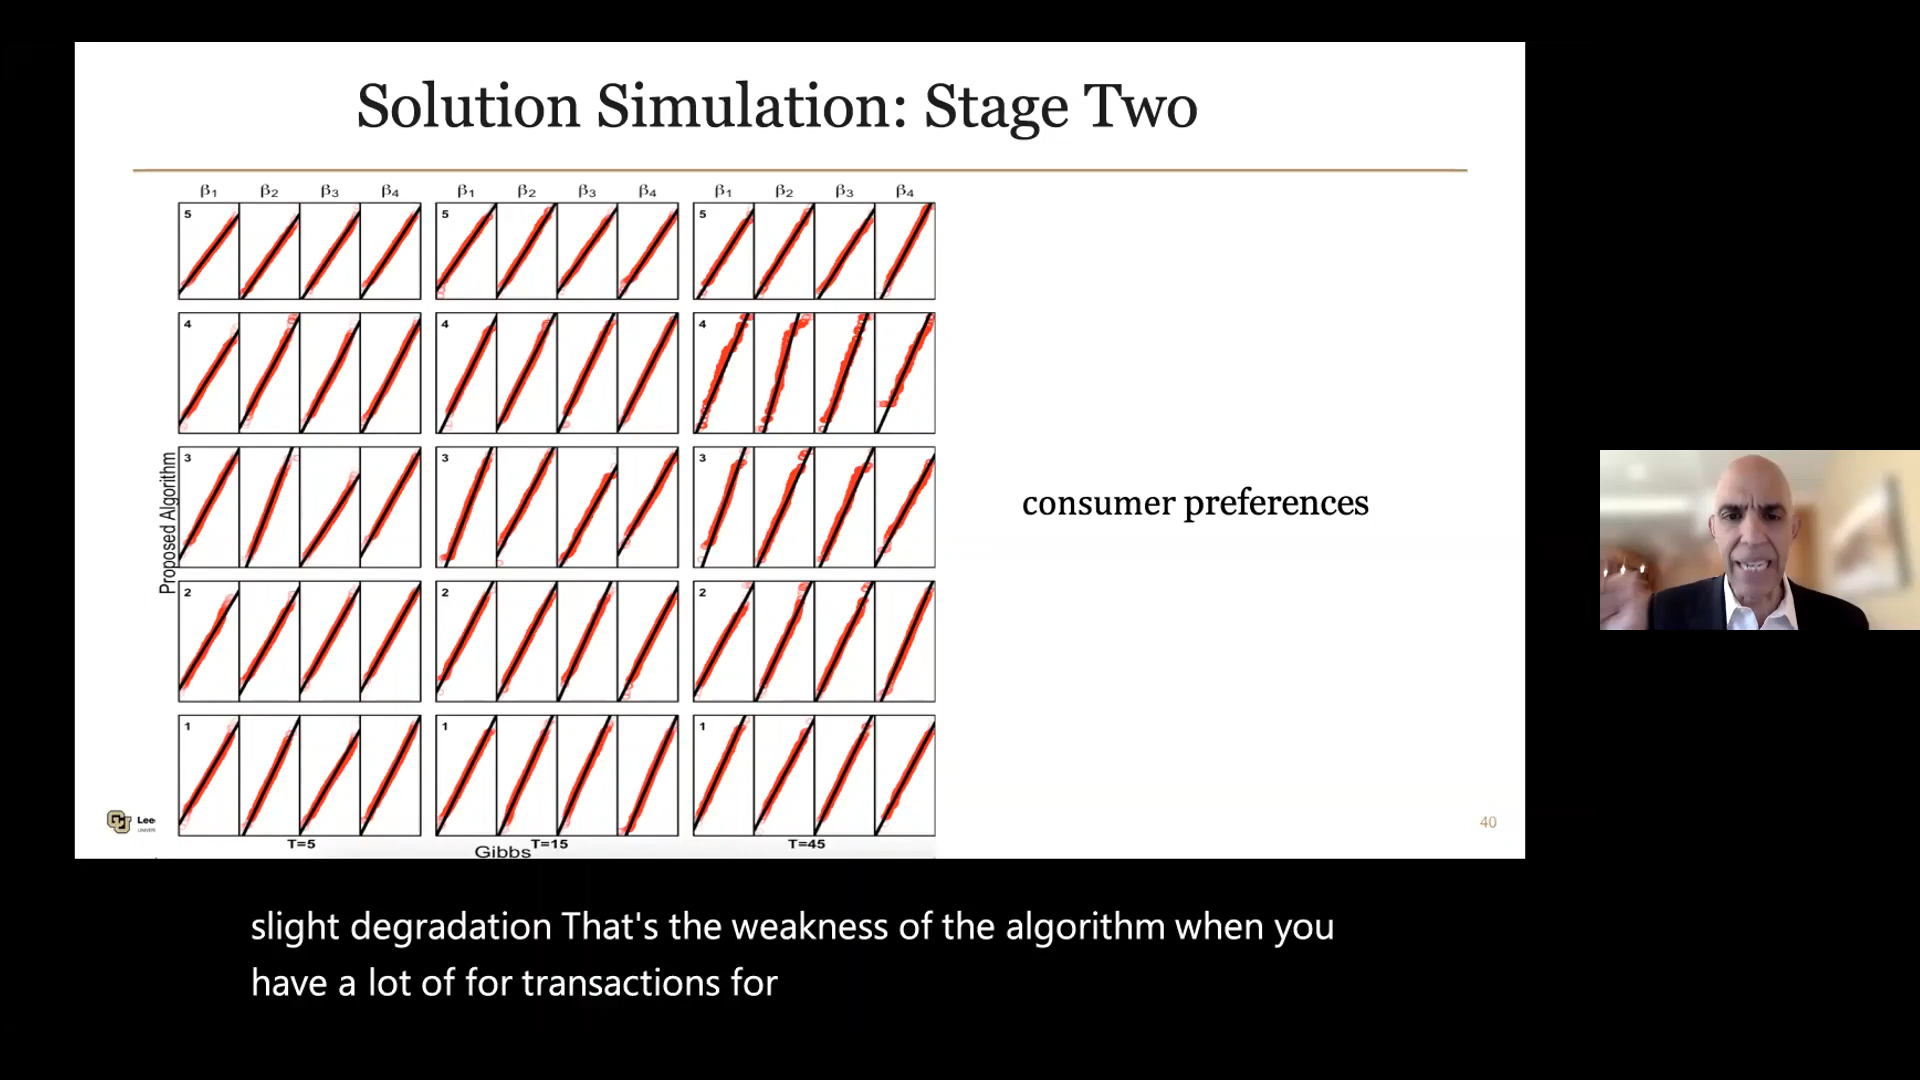 Solution Simulation: Stage Two
β1 β2 β3 β4 β1 β2 β3 β4 β1 β2 β3 β4
5 5 5
4 4 4
3 3 3
Proposed Algorithm
consumer preferences
2 2 2
1 1 1
Lee
UNIVERS
40
T=5 T=15 T=45
Gibbs
slight degradation That's the weakness of the algorithm when you
have a lot of for transactions for